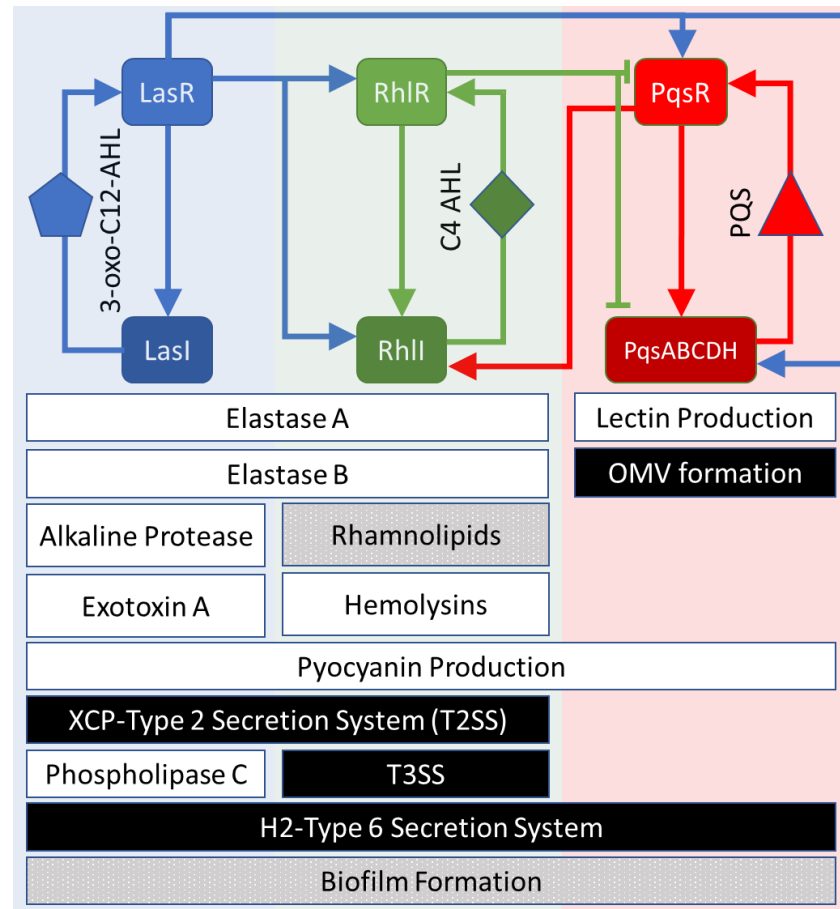 LasR
RhlR
PqsR
3-oxo-C12-AHL
C4 AHL
PQS
LasI
RhlI
PqsABCDH
Elastase A
Lectin Production
Elastase B
OMV formation
Alkaline Protease
Rhamnolipids
Exotoxin A
Hemolysins
Pyocyanin Production
XCP-Type 2 Secretion System (T2SS)
Phospholipase C
T3SS
H2-Type 6 Secretion System
Biofilm Formation